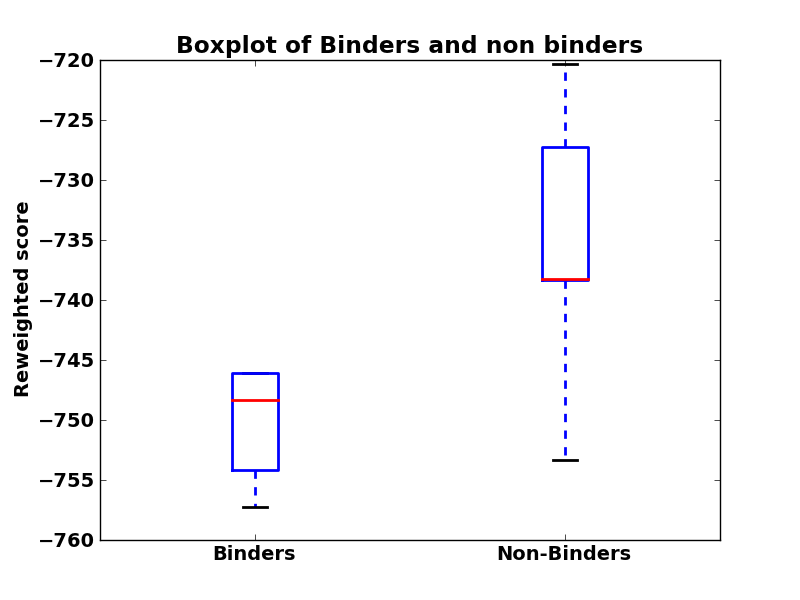 Boxplot of Binders and non binders
Reweighted score
−720
−725
−730
−735
−740
−745
−750
−755
−760
Binders
Non-Binders